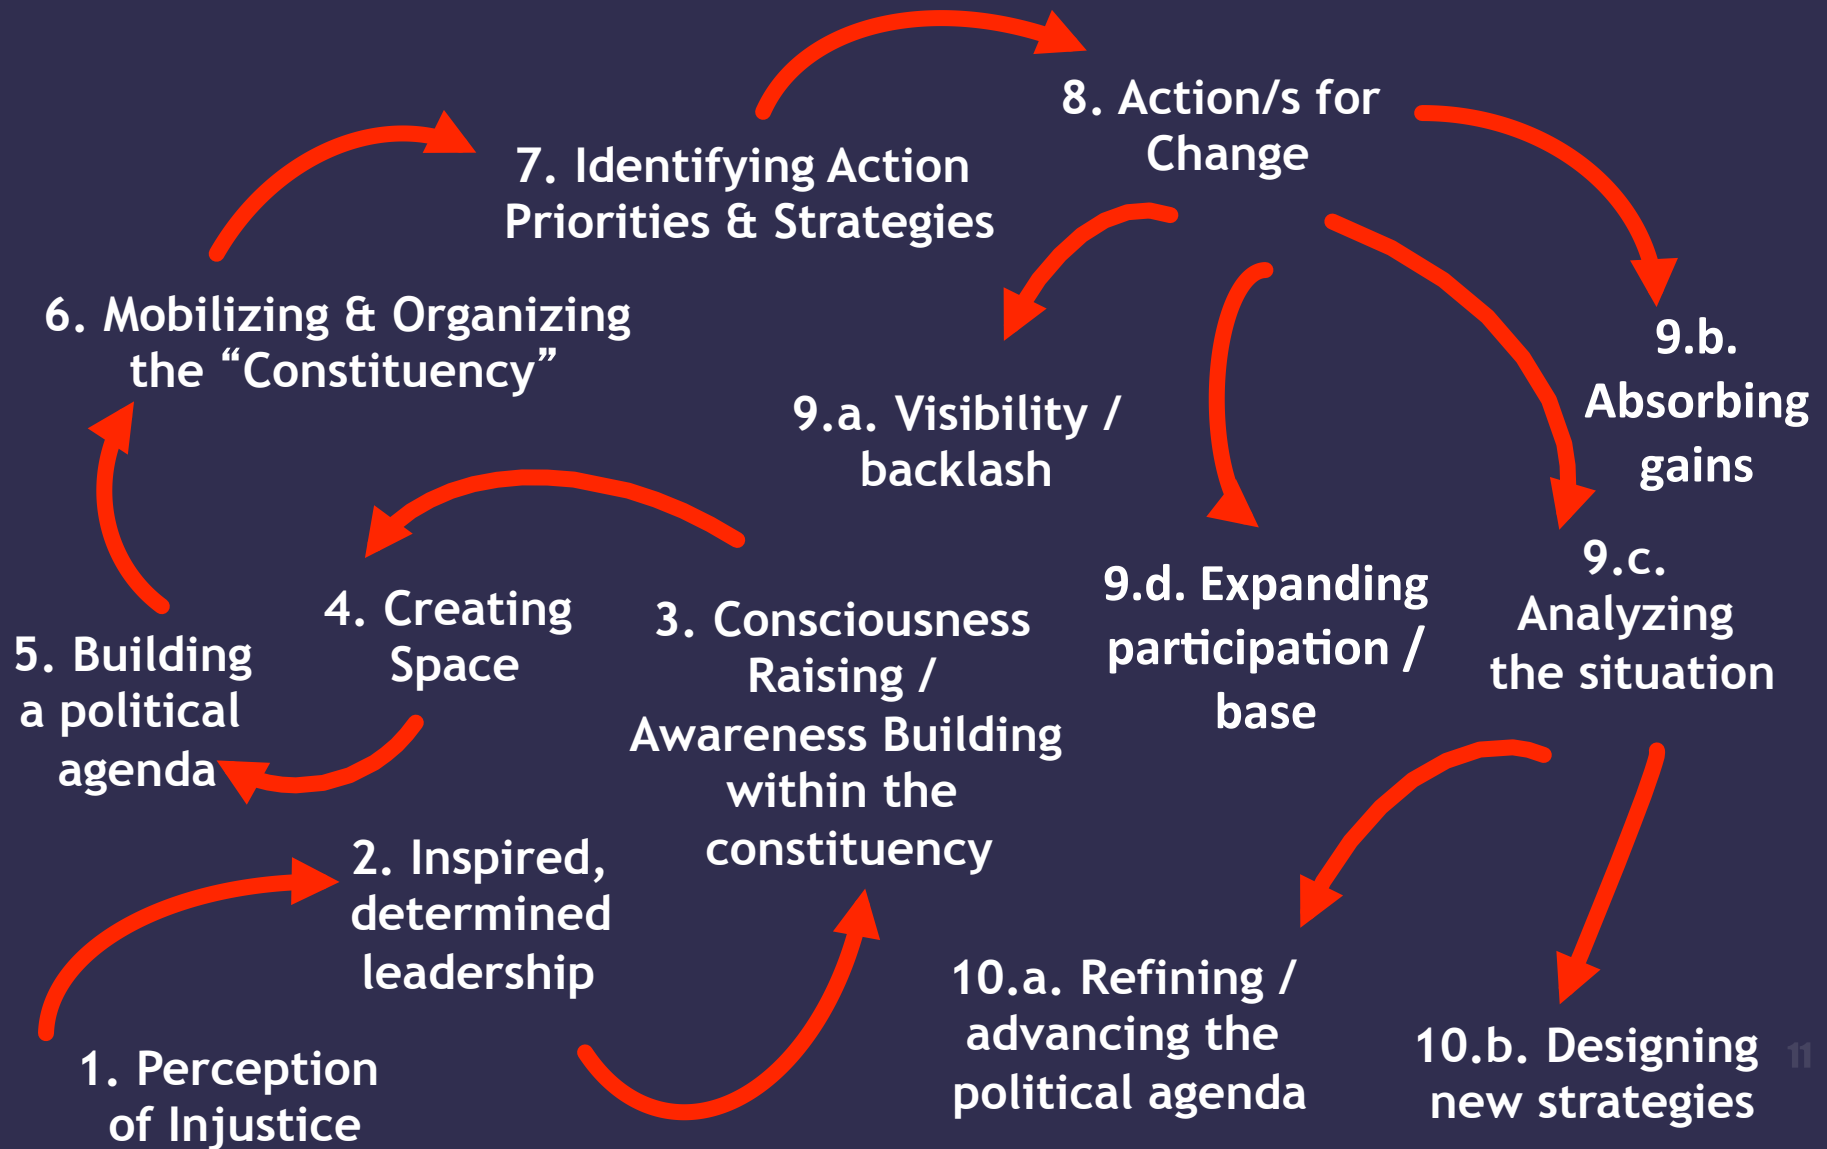 1. Perception
of Injustice
2. Inspired,
determined
leadership
3. Consciousness
Raising /
Awareness Building
within the
constituency
4. Creating
Space
5. Building
a political
agenda
6. Mobilizing & Organizing
the “Constituency”
7. Identifying Action
Priorities & Strategies
8. Action/s for
Change
9.a. Visibility /
backlash
9.b.
Absorbing
gains
9.c.
Analyzing
the situation
9.d. Expanding
participation /
base
10.a. Refining /
advancing the
political agenda
10.b. Designing
new strategies
11